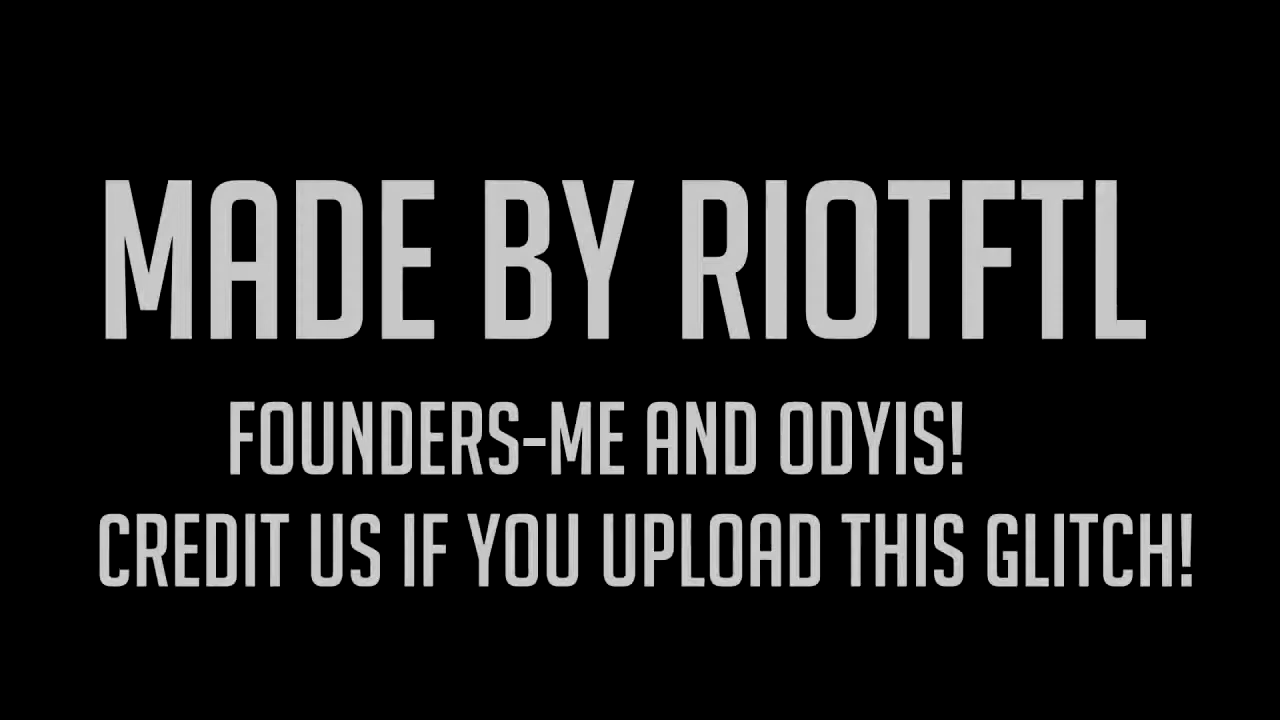 MADE BY RIOTFTL
FOUNDERS-ME AND ODYIS!
CREDIT US IF YOU UPLOAD THIS GLITCH!